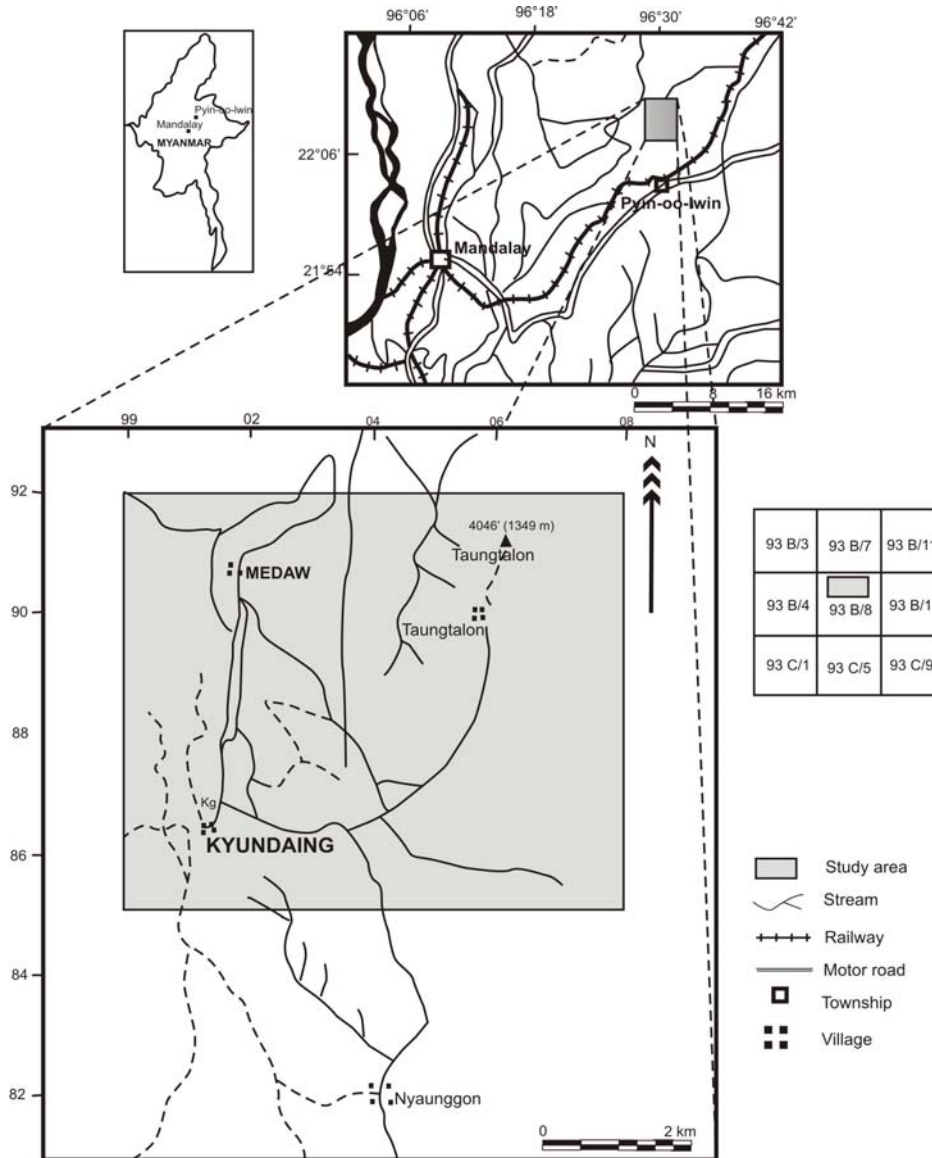 96°06' 96°18' 96°30' 96°42'
Pyin-oo-lwin
Mandalay
MYANMAR
22°06'
21°54'
Pyin-oo-lwin
Mandalay
0 8 16 km
99 02 04 06 08
N
92
90
88
86
84
82
4046' (1349 m)
Taungtalon
MEDAW
Taungtalon
Kg
KYUNDAING
Nyaunggon
0 2 km
93 B/3 93 B/7
93 B/4 93 B/8
93 C/1 93 C/5 93 C/9
Study area
Stream
Railway
Motor road
Township
Village